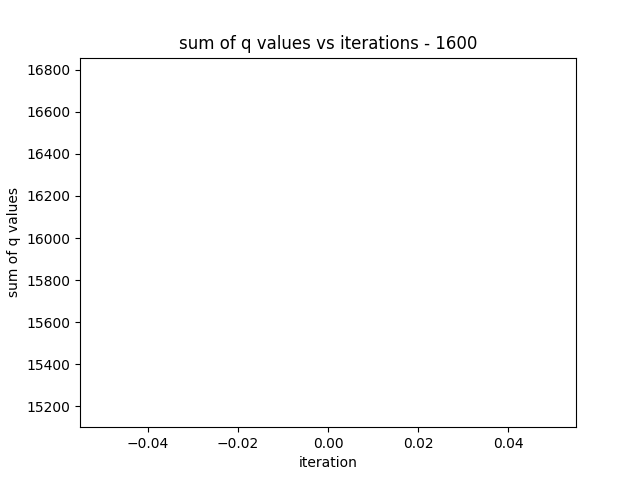 sum of q values vs iterations - 1600
16800
16600
16400
16200
16000
15800
15600
15400
15200
sum of q values
−0.04 −0.02 0.00 0.02 0.04
iteration